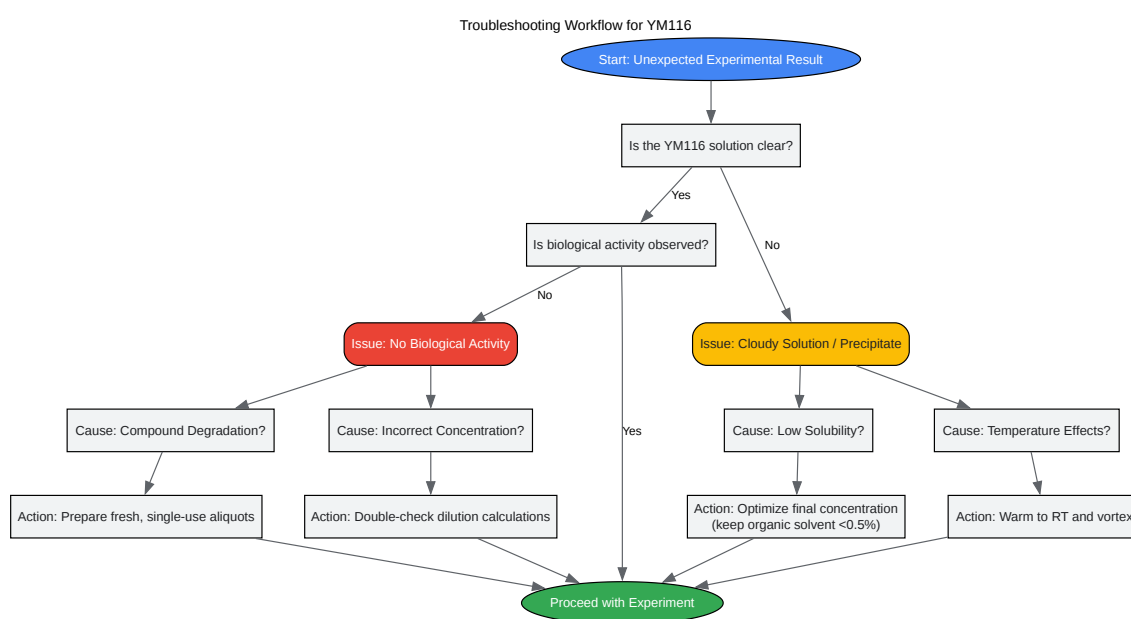 Troubleshooting Workflow for YM116
Start: Unexpected Experimental Result
Is the YM116 solution clear?
Yes
Is biological activity observed?
No
No
Issue: No Biological Activity
Issue: Cloudy Solution / Precipitate
Cause: Compound Degradation?
Cause: Incorrect Concentration?
Yes
Cause: Low Solubility?
Cause: Temperature Effects?
Action: Prepare fresh, single-use aliquots
Action: Double-check dilution calculations
Action: Optimize final concentration
(keep organic solvent <0.5%)
Action: Warm to RT and vortex
Proceed with Experiment